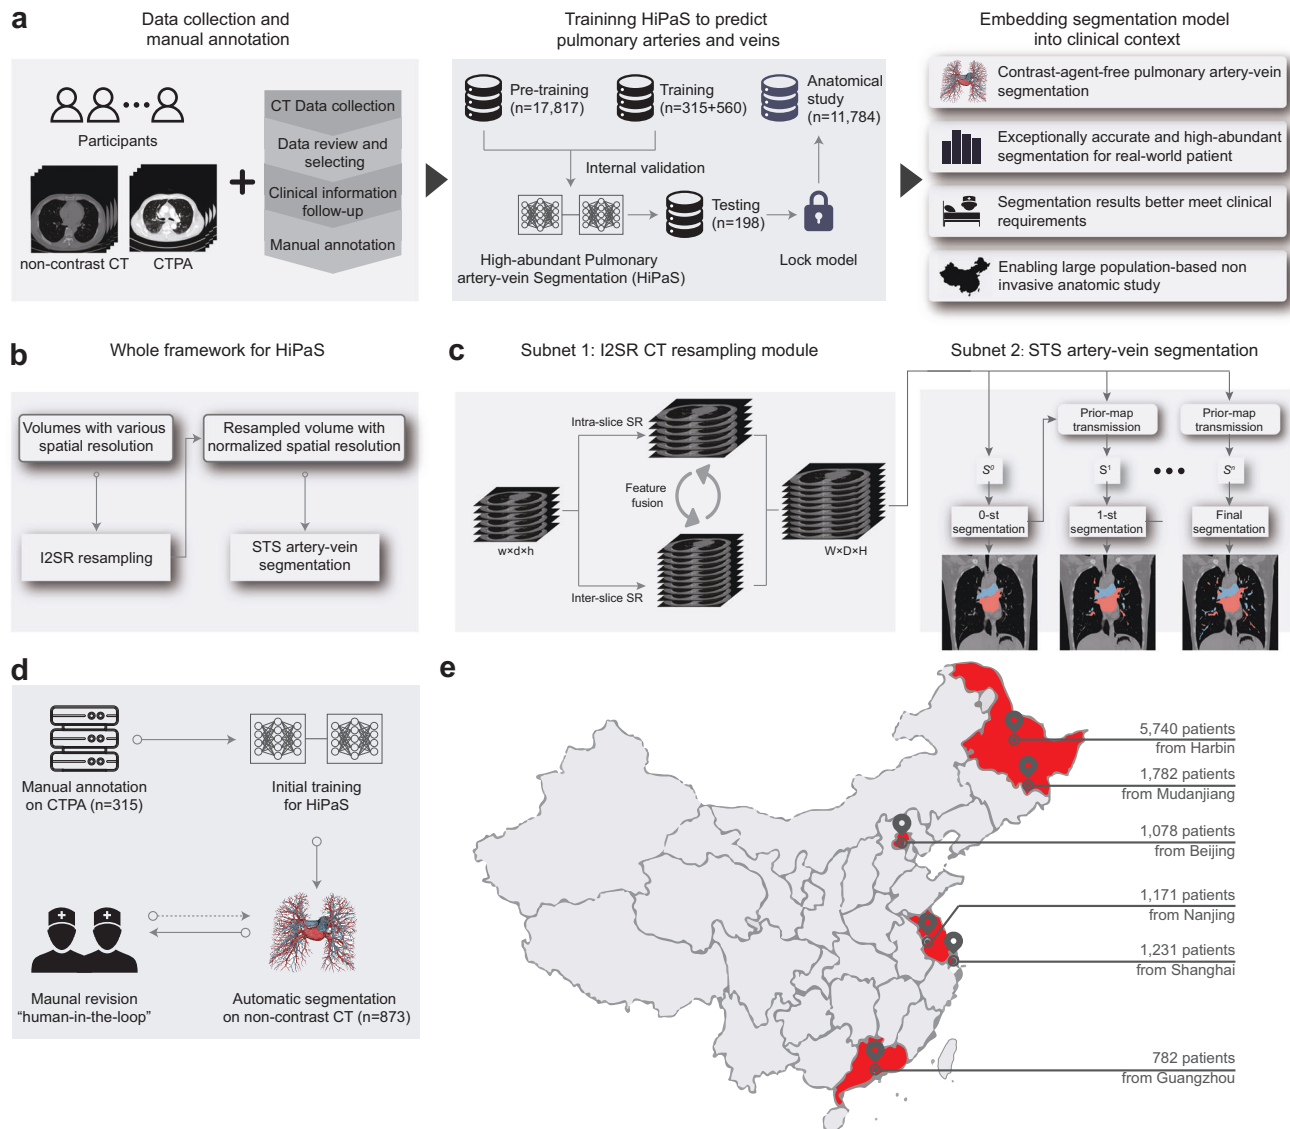 a
Data collection and
manual annotation
Participants
non-contrast CT
CTPA
CT Data collection
Data review and
selecting
Clinical information
follow-up
Manual annotation
Traininng HiPaS to predict
pulmonary arteries and veins
Pre-training
(n=17,817)
Training
(n=315+560)
Anatomical
study
(n=11,784)
Internal validation
Testing
(n=198)
High-abundant Pulmonary
artery-vein Segmentation (HiPaS)
Lock model
Embedding segmentation model
into clinical context
Contrast-agent-free pulmonary artery-vein
segmentation
Exceptionally accurate and high-abundant
segmentation for real-world patient
Segmentation results better meet clinical
requirements
Enabling large population-based non
invasive anatomic study
b
Whole framework for HiPaS
Volumes with various
spatial resolution
Resampled volume with
normalized spatial resolution
I2SR resampling
STS artery-vein
segmentation
c
Subnet 1: I2SR CT resampling module
Intra-slice SR
Feature
fusion
w×d×h
W×D×H
Inter-slice SR
Subnet 2: STS artery-vein segmentation
Prior-map
transmission
Prior-map
transmission
S⁰
S¹
Sⁿ
0-st
segmentation
1-st
segmentation
Final
segmentation
d
Manual annotation
on CTPA (n=315)
Initial training
for HiPaS
Maunal revision
“human-in-the-loop”
Automatic segmentation
on non-contrast CT (n=873)
e
5,740 patients
from Harbin
1,782 patients
from Mudanjiang
1,078 patients
from Beijing
1,171 patients
from Nanjing
1,231 patients
from Shanghai
782 patients
from Guangzhou